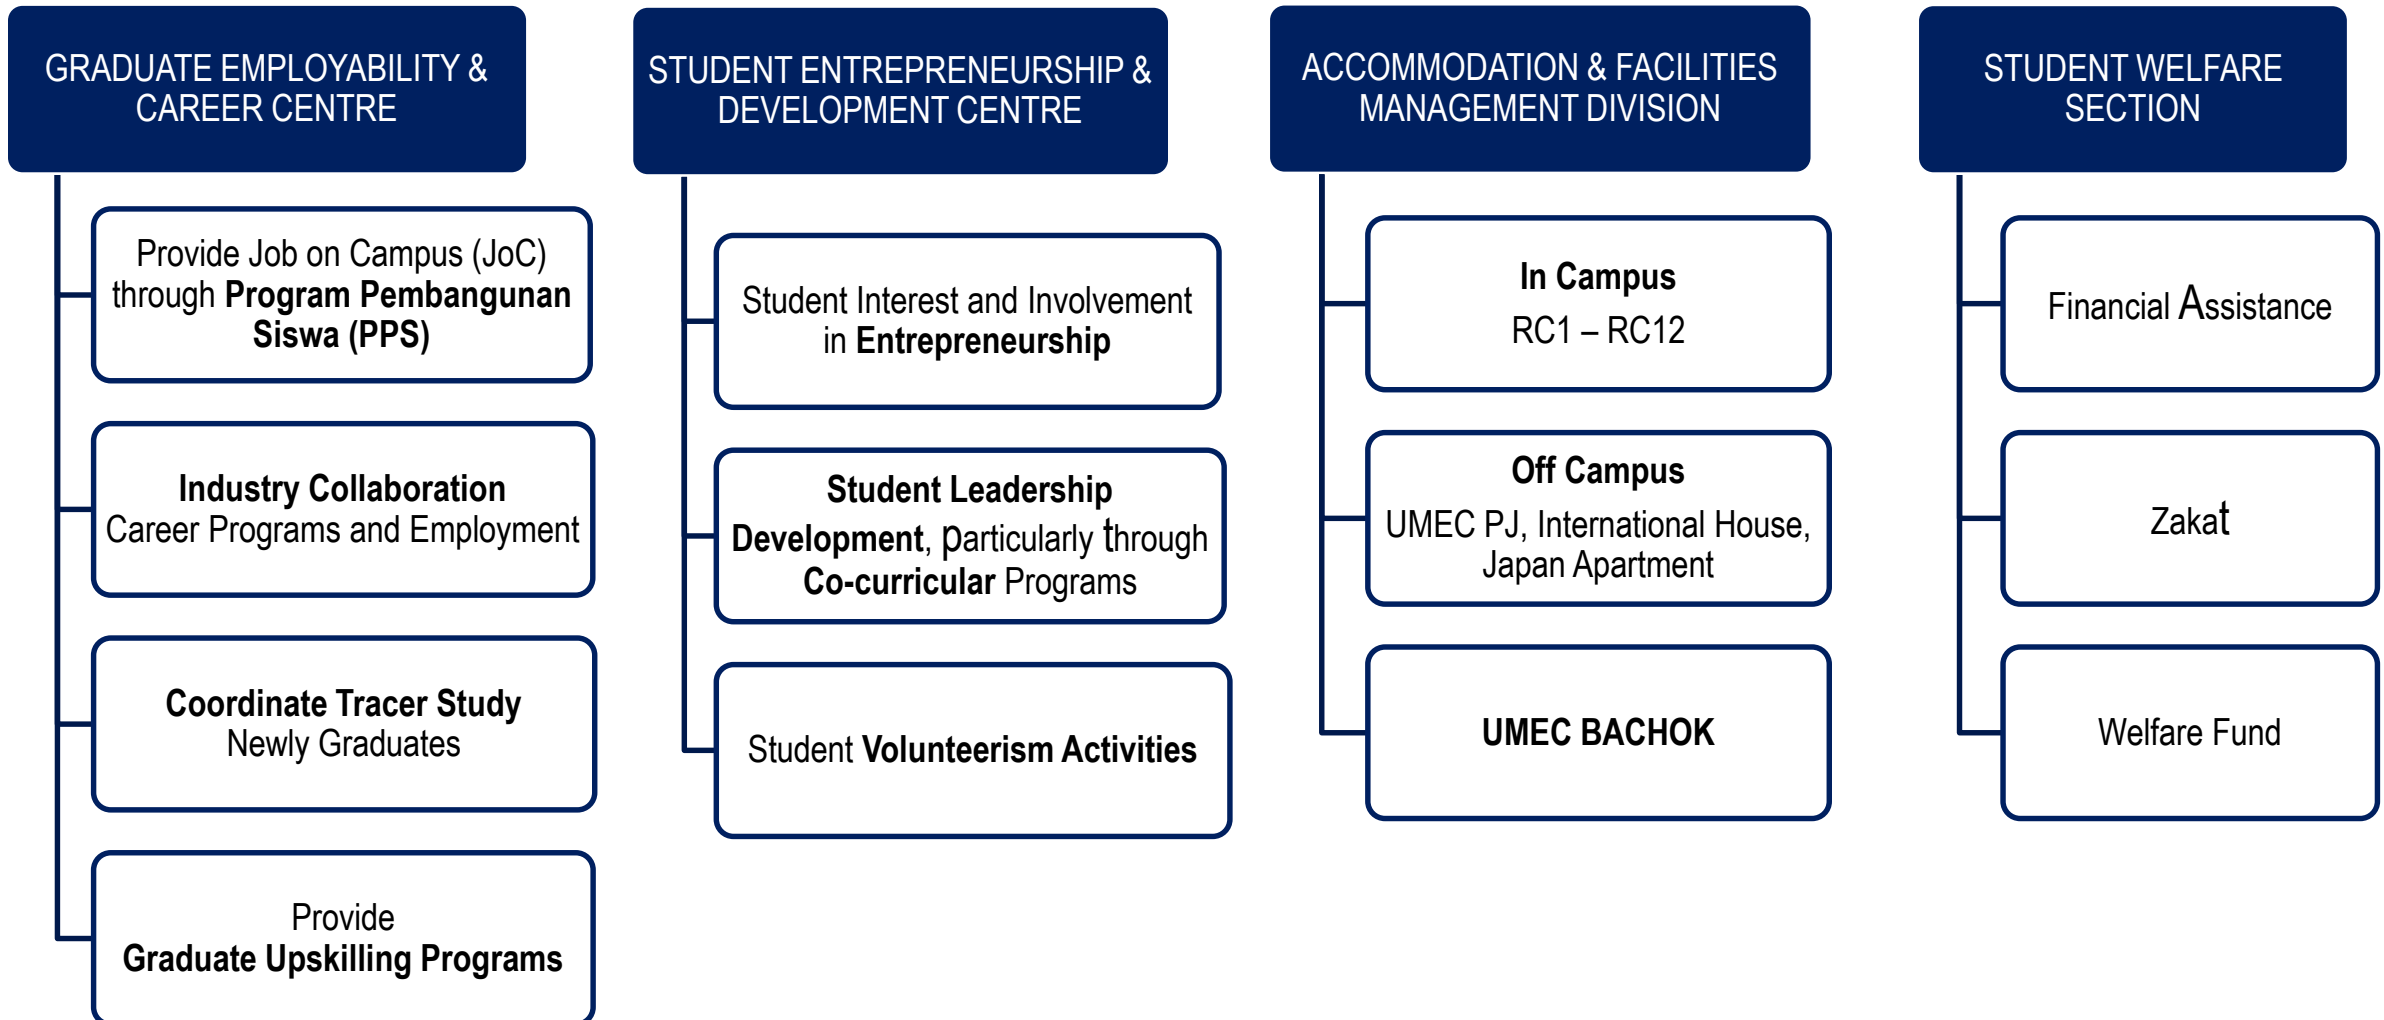 GRADUATE EMPLOYABILITY &
CAREER CENTRE
Provide Job on Campus (JoC)
through Program Pembangunan
Siswa (PPS)
Industry Collaboration
Career Programs and Employment
Coordinate Tracer Study
Newly Graduates
Provide
Graduate Upskilling Programs
STUDENT ENTREPRENEURSHIP &
DEVELOPMENT CENTRE
Student Interest and Involvement
in Entrepreneurship
Student Leadership
Development, particularly through
Co-curricular Programs
Student Volunteerism Activities
ACCOMMODATION & FACILITIES
MANAGEMENT DIVISION
In Campus
RC1 – RC12
Off Campus
UMEC PJ, International House,
Japan Apartment
UMEC BACHOK
STUDENT WELFARE
SECTION
Financial Assistance
Zakat
Welfare Fund